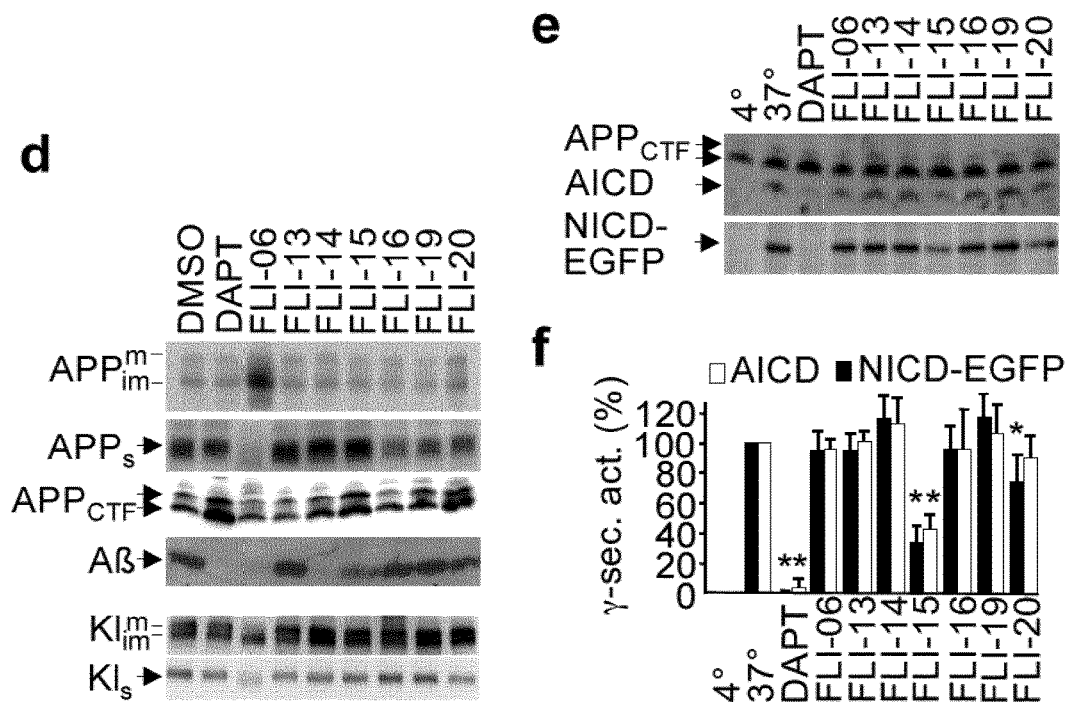 d
DMSO
DAPT
FLI-06
FLI-13
FLI-14
FLI-15
FLI-16
FLI-19
FLI-20
APP m
im
APPs
APPCTF
Aß
KI m
im
KIs
e
4°
37°
DAPT
FLI-06
FLI-13
FLI-14
FLI-15
FLI-16
FLI-19
FLI-20
APPCTF
AICD
NICD-
EGFP
f
AICD NICD-EGFP
γ-sec. act. (%)
120
100
80
60
40
20
0
**
**
*
4°
37°
DAPT
FLI-06
FLI-13
FLI-14
FLI-15
FLI-16
FLI-19
FLI-20